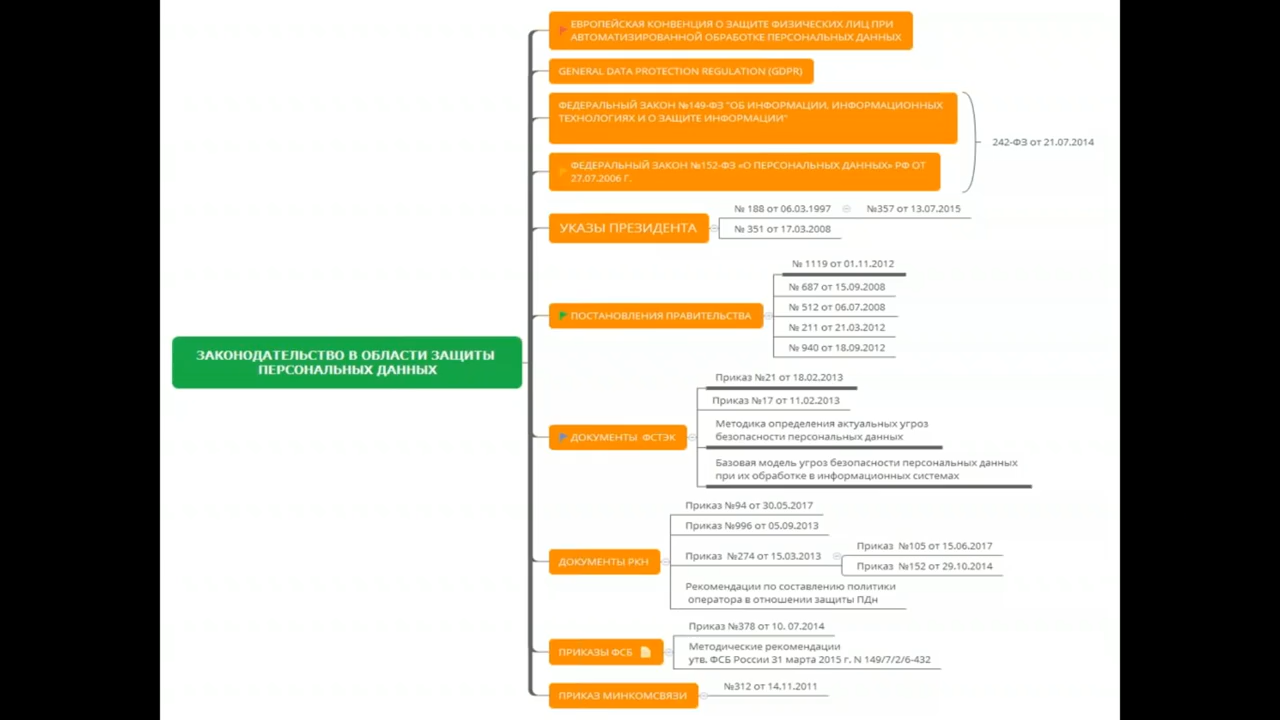 ЗАКОНОДАТЕЛЬСТВО В ОБЛАСТИ ЗАЩИТЫ
ПЕРСОНАЛЬНЫХ ДАННЫХ
ЕВРОПЕЙСКАЯ КОНВЕНЦИЯ О ЗАЩИТЕ ФИЗИЧЕСКИХ ЛИЦ ПРИ
АВТОМАТИЗИРОВАННОЙ ОБРАБОТКЕ ПЕРСОНАЛЬНЫХ ДАННЫХ
GENERAL DATA PROTECTION REGULATION (GDPR)
ФЕДЕРАЛЬНЫЙ ЗАКОН №149-ФЗ "ОБ ИНФОРМАЦИИ, ИНФОРМАЦИОННЫХ
ТЕХНОЛОГИЯХ И О ЗАЩИТЕ ИНФОРМАЦИИ"
ФЕДЕРАЛЬНЫЙ ЗАКОН №152-ФЗ «О ПЕРСОНАЛЬНЫХ ДАННЫХ» РФ ОТ
27.07.2006 Г.
242-ФЗ от 21.07.2014
УКАЗЫ ПРЕЗИДЕНТА
№ 188 от 06.03.1997
№357 от 13.07.2015
№ 351 от 17.03.2008
ПОСТАНОВЛЕНИЯ ПРАВИТЕЛЬСТВА
№ 1119 от 01.11.2012
№ 687 от 15.09.2008
№ 512 от 06.07.2008
№ 211 от 21.03.2012
№ 940 от 18.09.2012
ДОКУМЕНТЫ ФСТЭК
Приказ №21 от 18.02.2013
Приказ №17 от 11.02.2013
Методика определения актуальных угроз
безопасности персональных данных
Базовая модель угроз безопасности персональных данных
при их обработке в информационных системах
ДОКУМЕНТЫ РКН
Приказ №94 от 30.05.2017
Приказ №996 от 05.09.2013
Приказ №274 от 15.03.2013
Приказ №105 от 15.06.2017
Приказ №152 от 29.10.2014
Рекомендации по составлению политики
оператора в отношении защиты ПДн
ПРИКАЗЫ ФСБ
Приказ №378 от 10. 07.2014
Методические рекомендации
утв. ФСБ России 31 марта 2015 г. N 149/7/2/6-432
ПРИКАЗ МИНКОМСВЯЗИ
№312 от 14.11.2011